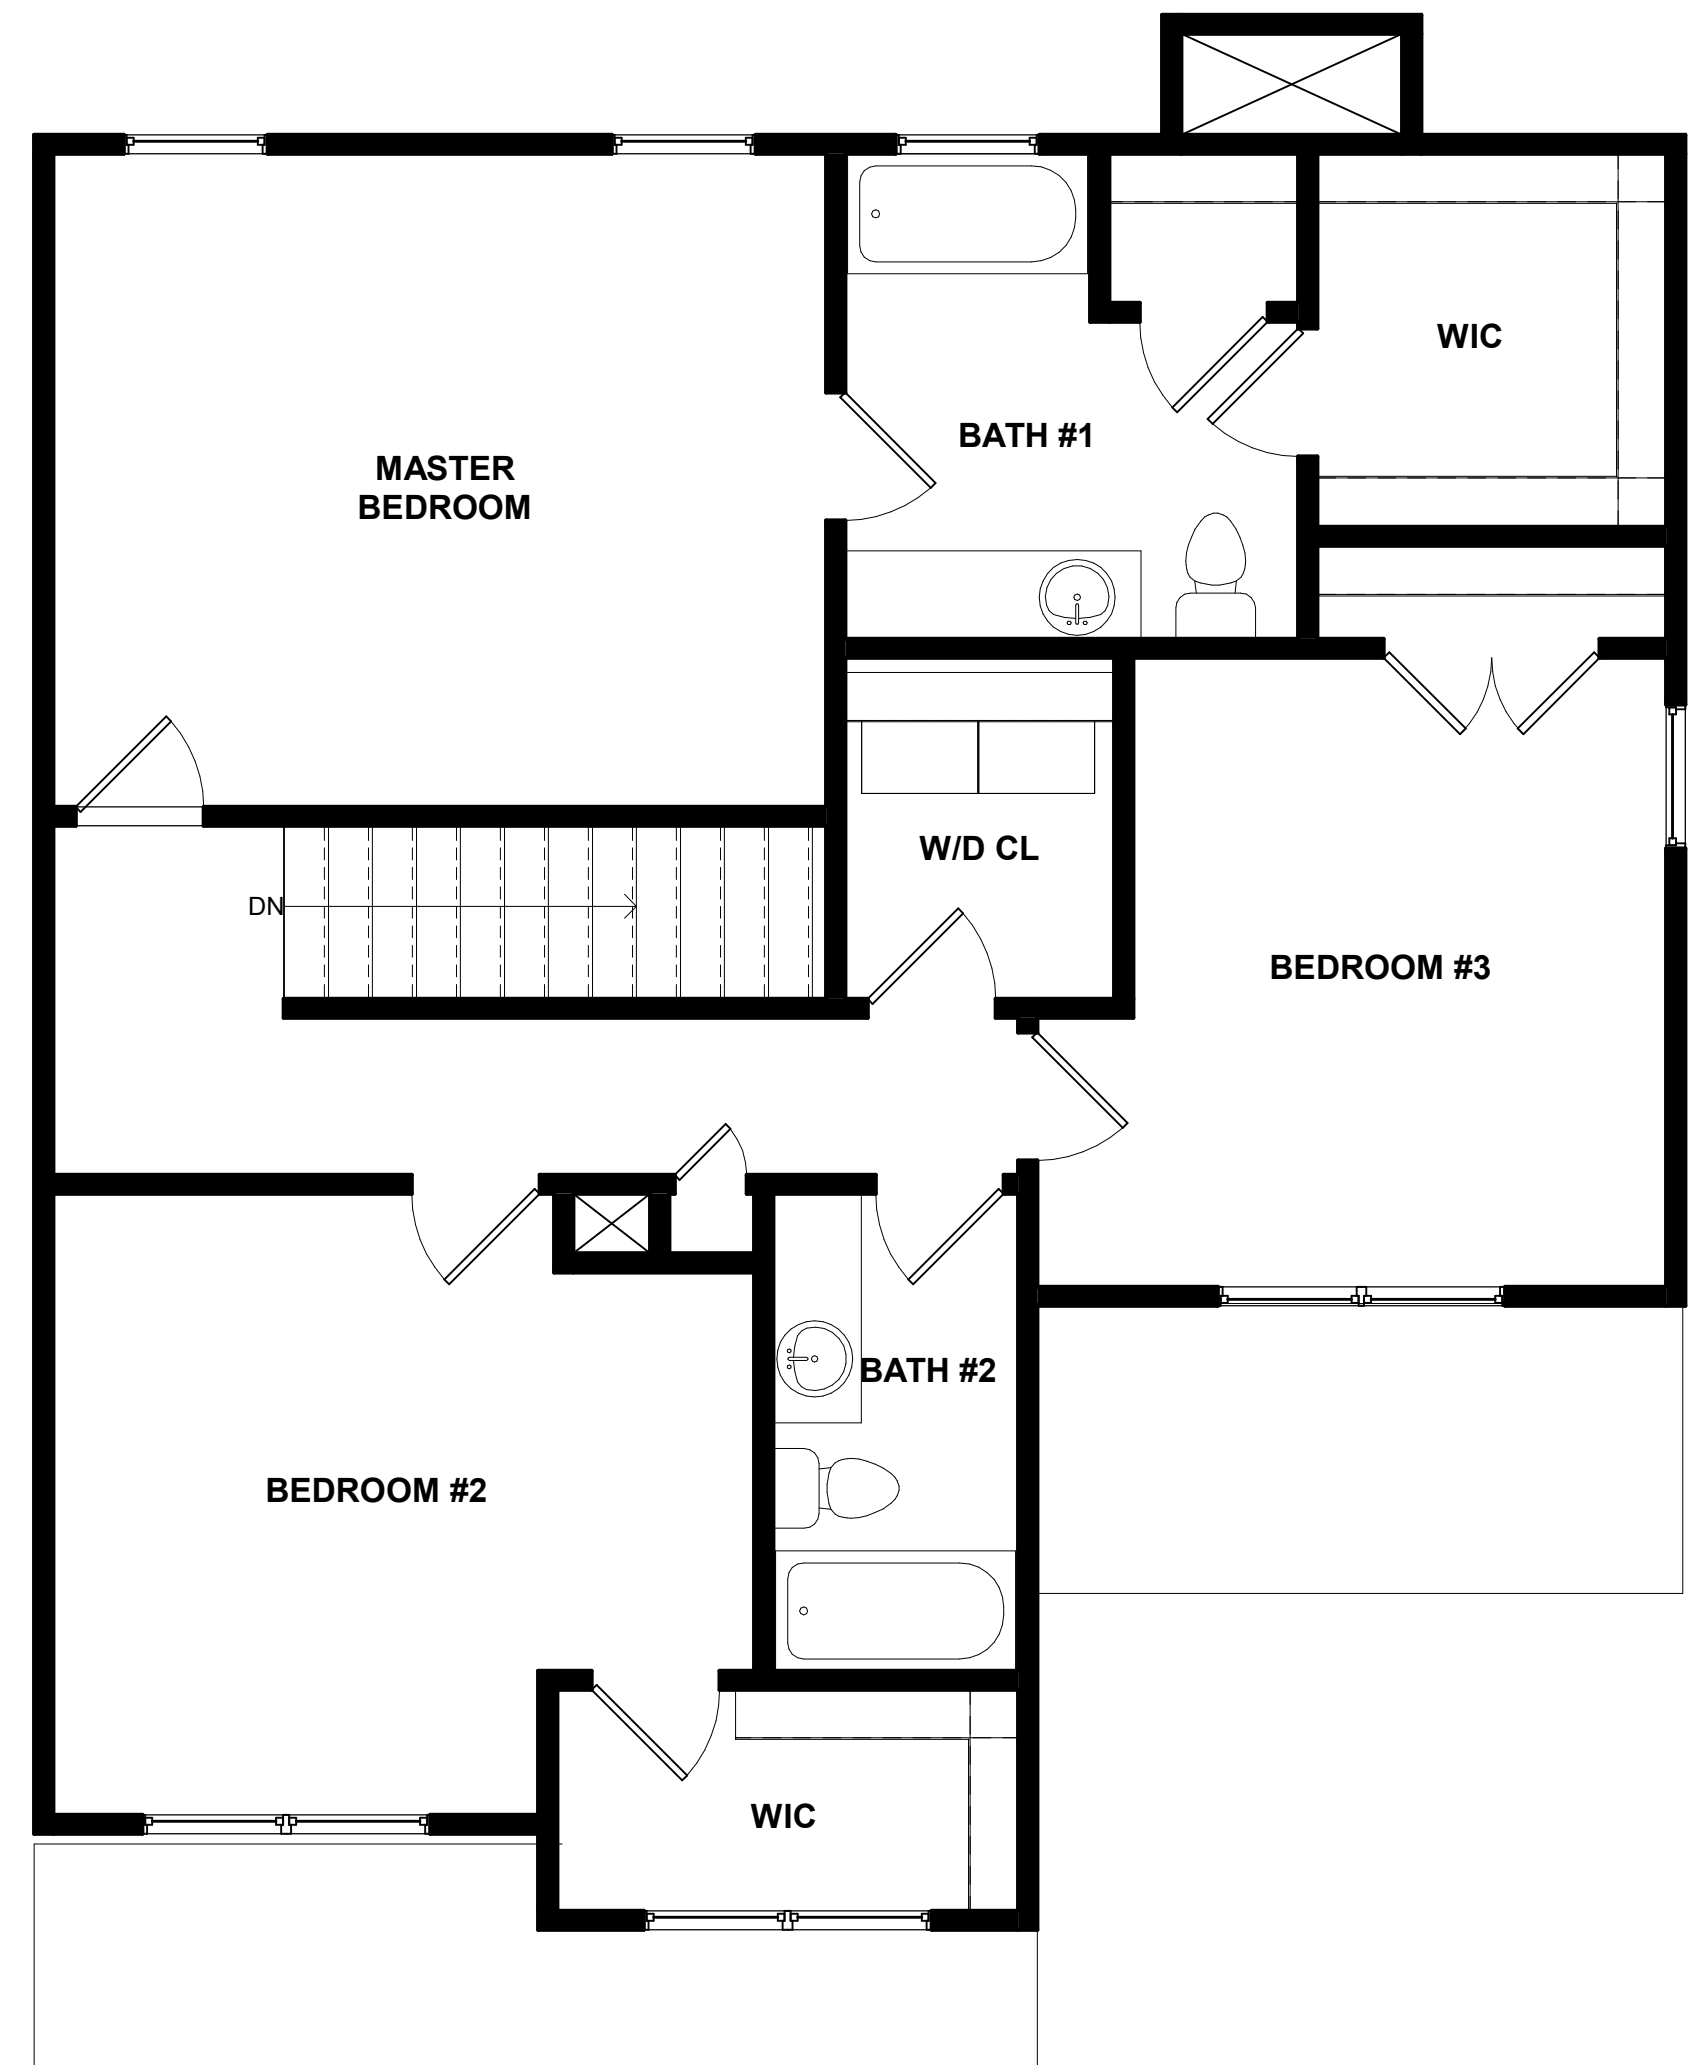 WIC
BATH #1
MASTER
BEDROOM
W/D CL
DN
BEDROOM #3
BATH #2
BEDROOM #2
WIC